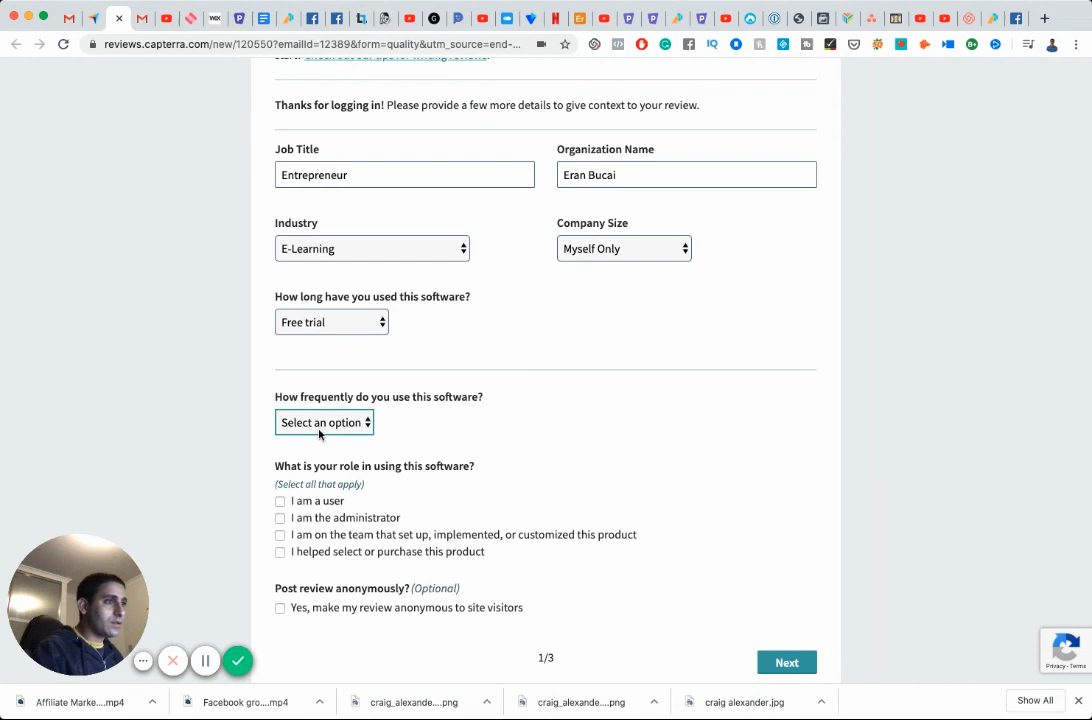 WIX
reviews.capterra.com/new/120550?emailId=12389&form=quality&utm_source=end-...
Thanks for logging in! Please provide a few more details to give context to your review.
Job Title
Organization Name
Entrepreneur
Eran Bucai
Industry
Company Size
E-Learning
Myself Only
How long have you used this software?
Free trial
How frequently do you use this software?
Select an option
What is your role in using this software?
(Select all that apply)
I am a user
I am the administrator
I am on the team that set up, implemented, or customized this product
I helped select or purchase this product
Post review anonymously? (Optional)
Yes, make my review anonymous to site visitors
1/3
Next
Privacy - Terms
Affiliate Marke....mp4
Facebook gro....mp4
craig_alexande....png
craig_alexande....png
craig alexander.jpg
Show All